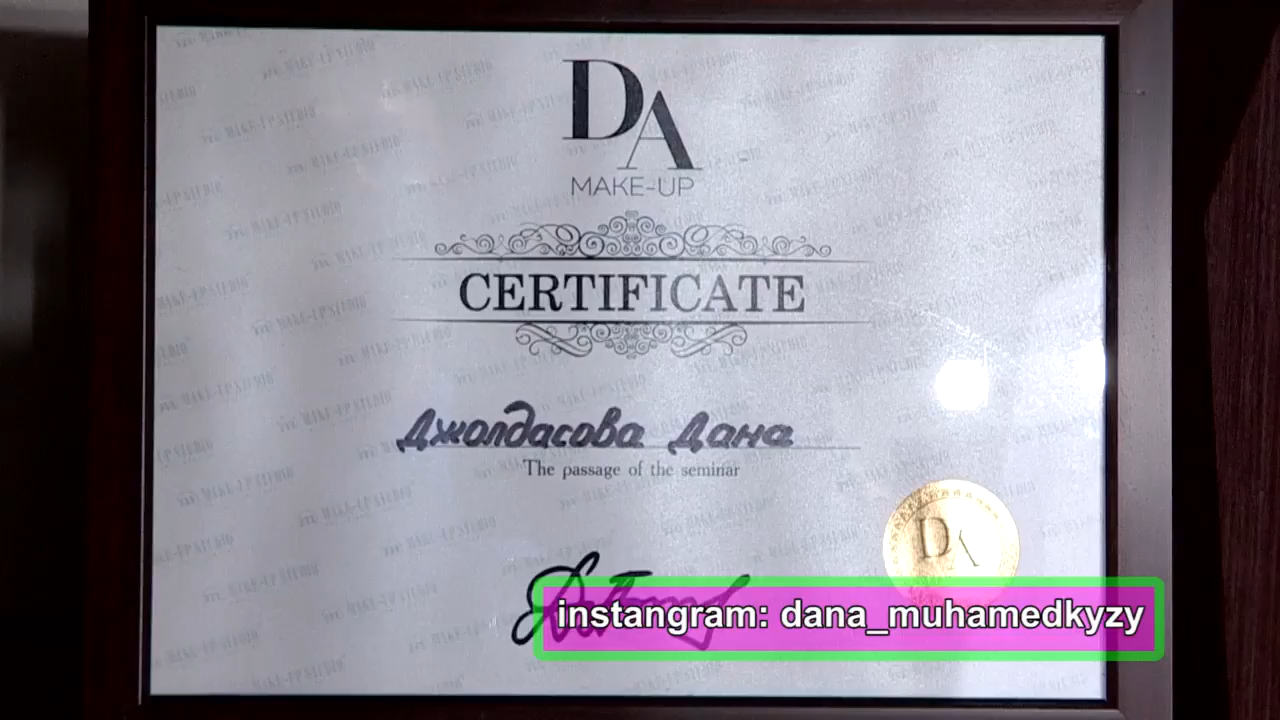 DA
MAKE-UP
CERTIFICATE
Джолдасова Дана
The passage of the seminar
DA
instangram: dana_muhamedkyzy